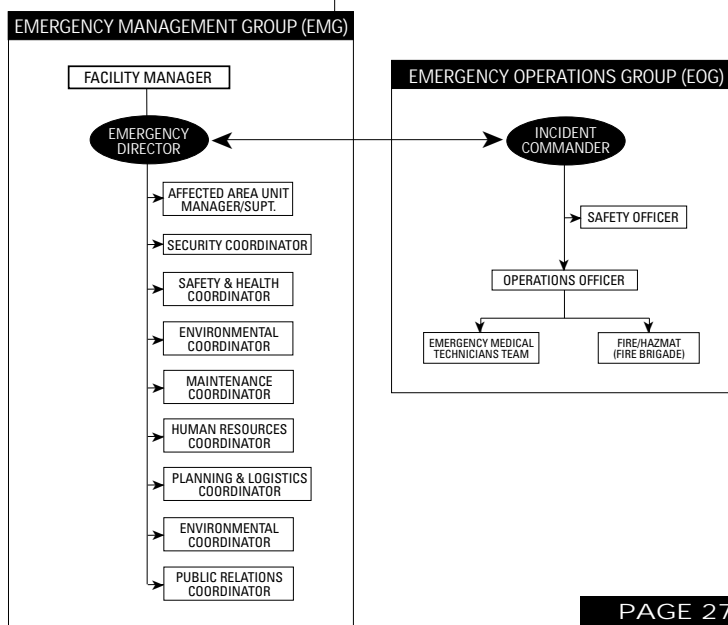 EMERGENCY MANAGEMENT GROUP (EMG)
FACILITY MANAGER
EMERGENCY
DIRECTOR
AFFECTED AREA UNIT
MANAGER/SUPT.
SECURITY COORDINATOR
SAFETY & HEALTH
COORDINATOR
ENVIRONMENTAL
COORDINATOR
MAINTENANCE
COORDINATOR
HUMAN RESOURCES
COORDINATOR
PLANNING & LOGISTICS
COORDINATOR
ENVIRONMENTAL
COORDINATOR
PUBLIC RELATIONS
COORDINATOR
EMERGENCY OPERATIONS GROUP (EOG)
INCIDENT
COMMANDER
SAFETY OFFICER
OPERATIONS OFFICER
EMERGENCY MEDICAL
TECHNICIANS TEAM
FIRE/HAZMAT
(FIRE BRIGADE)
PAGE 27